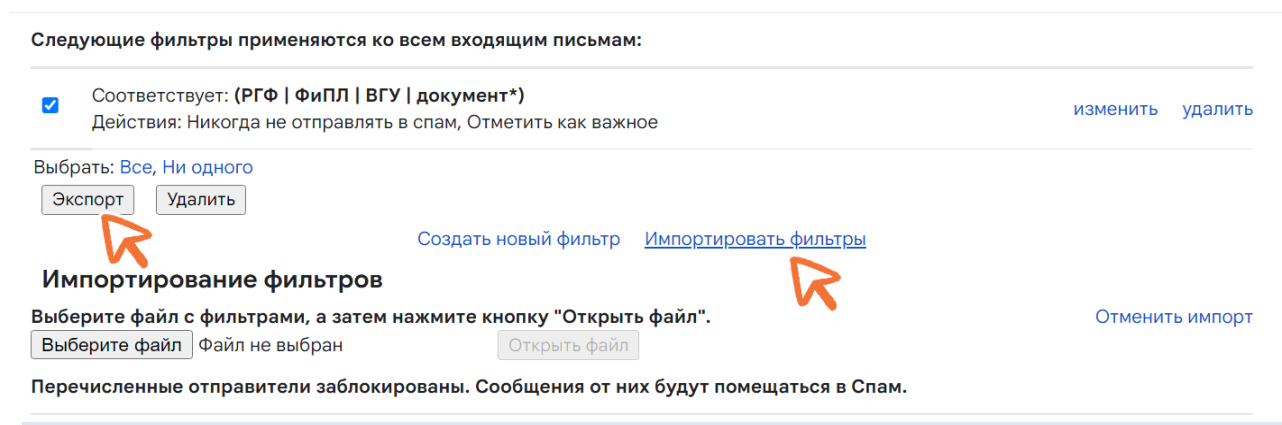 Следующие фильтры применяются ко всем входящим письмам:
Соответствует: (РГФ | ФиПЛ | ВГУ | документ*)
Действия: Никогда не отправлять в спам, Отметить как важное
изменить удалить
Выбрать: Все, Ни одного
Экспорт Удалить
Создать новый фильтр Импортировать фильтры
Импортирование фильтров
Выберите файл с фильтрами, а затем нажмите кнопку "Открыть файл".
Отменить импорт
Выберите файл Файл не выбран Открыть файл
Перечисленные отправители заблокированы. Сообщения от них будут помещаться в Спам.